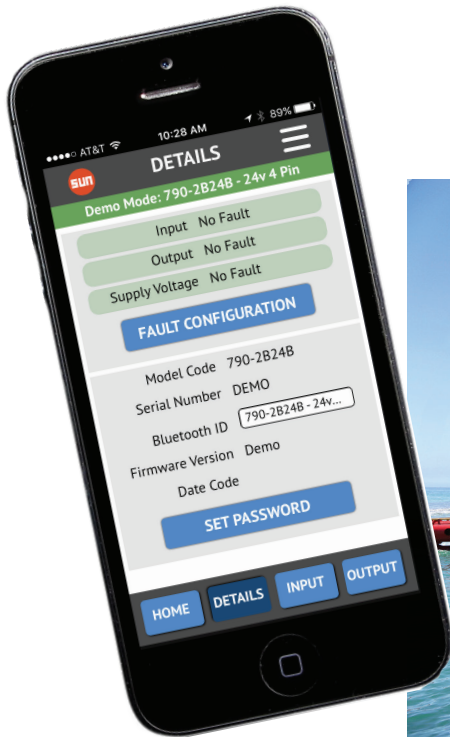 AT&T 10:28 AM 89%
sun DETAILS
Demo Mode: 790-2B24B - 24v 4 Pin
Input No Fault
Output No Fault
Supply Voltage No Fault
FAULT CONFIGURATION
Model Code 790-2B24B
Serial Number DEMO
Bluetooth ID 790-2B24B - 24v...
Firmware Version Demo
Date Code
SET PASSWORD
HOME DETAILS INPUT OUTPUT